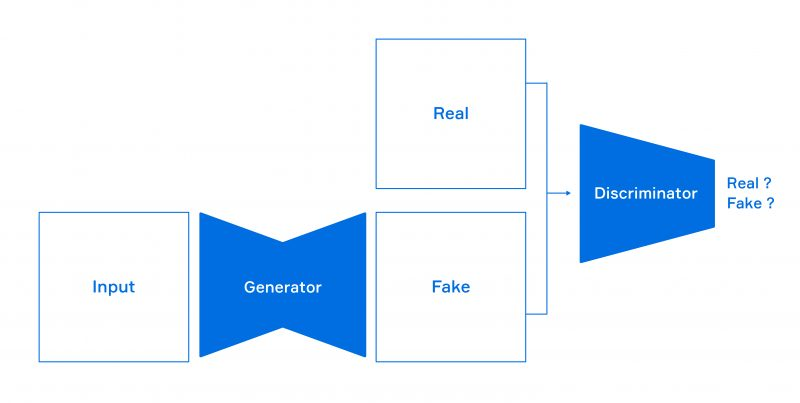 Real
Input
Generator
Fake
Discriminator
Real ?
Fake ?